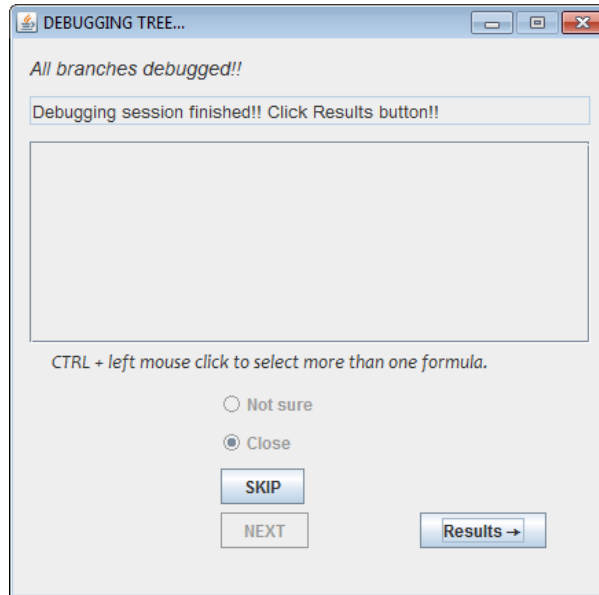 DEBUGGING TREE...
All branches debugged!!
Debugging session finished!! Click Results button!!
CTRL + left mouse click to select more than one formula.
Not sure
Close
SKIP
NEXT
Results →